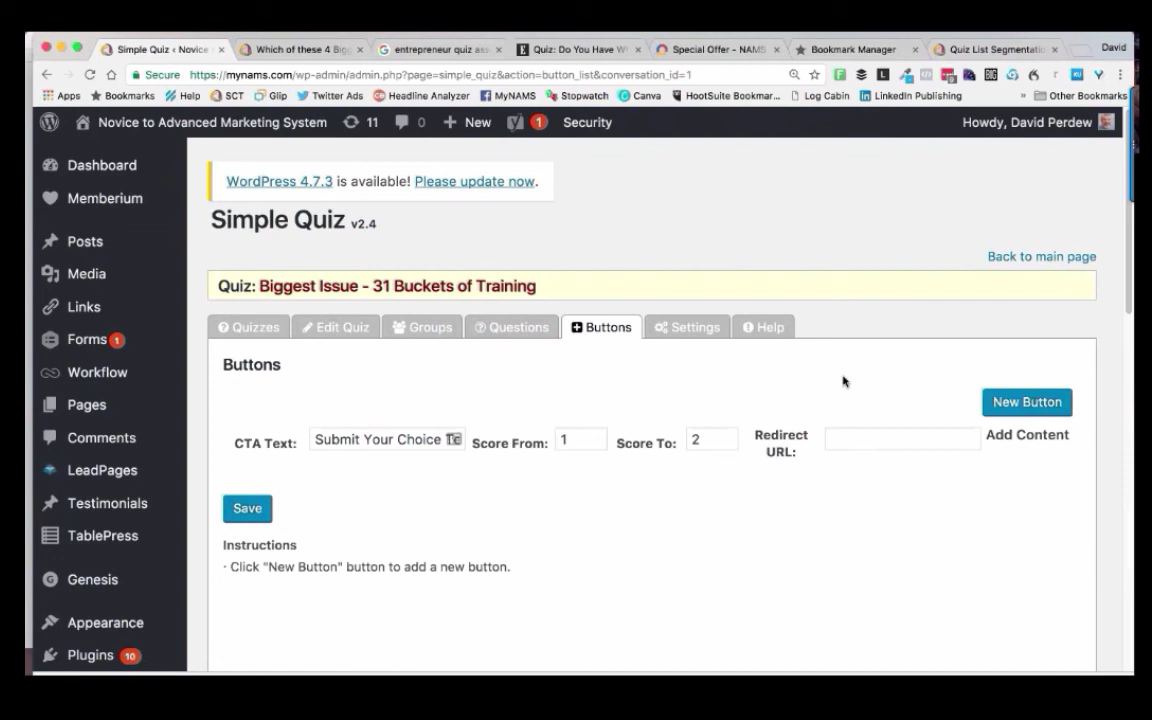 Simple Quiz ‹ Novice
Which of these 4 Big
entrepreneur quiz ass
Quiz: Do You Have W
Special Offer - NAMS
Bookmark Manager
Quiz List Segmentatio
David
Secure https://mynams.com/wp-admin/admin.php?page=simple_quiz&action=button_list&conversation_id=1
Apps Bookmarks Help SCT Glip Twitter Ads Headline Analyzer MyNAMS Stopwatch Canva HootSuite Bookmar... Log Cabin LinkedIn Publishing » Other Bookmarks
Novice to Advanced Marketing System 11 0 + New 1 Security Howdy, David Perdew
Dashboard
Memberium
Posts
Media
Links
Forms 1
Workflow
Pages
Comments
LeadPages
Testimonials
TablePress
Genesis
Appearance
Plugins 10
WordPress 4.7.3 is available! Please update now.
Simple Quiz v2.4
Back to main page
Quiz: Biggest Issue - 31 Buckets of Training
Quizzes Edit Quiz Groups Questions Buttons Settings Help
Buttons
New Button
CTA Text: Submit Your Choice Score From: 1 Score To: 2 Redirect URL: Add Content
Save
Instructions
· Click "New Button" button to add a new button.